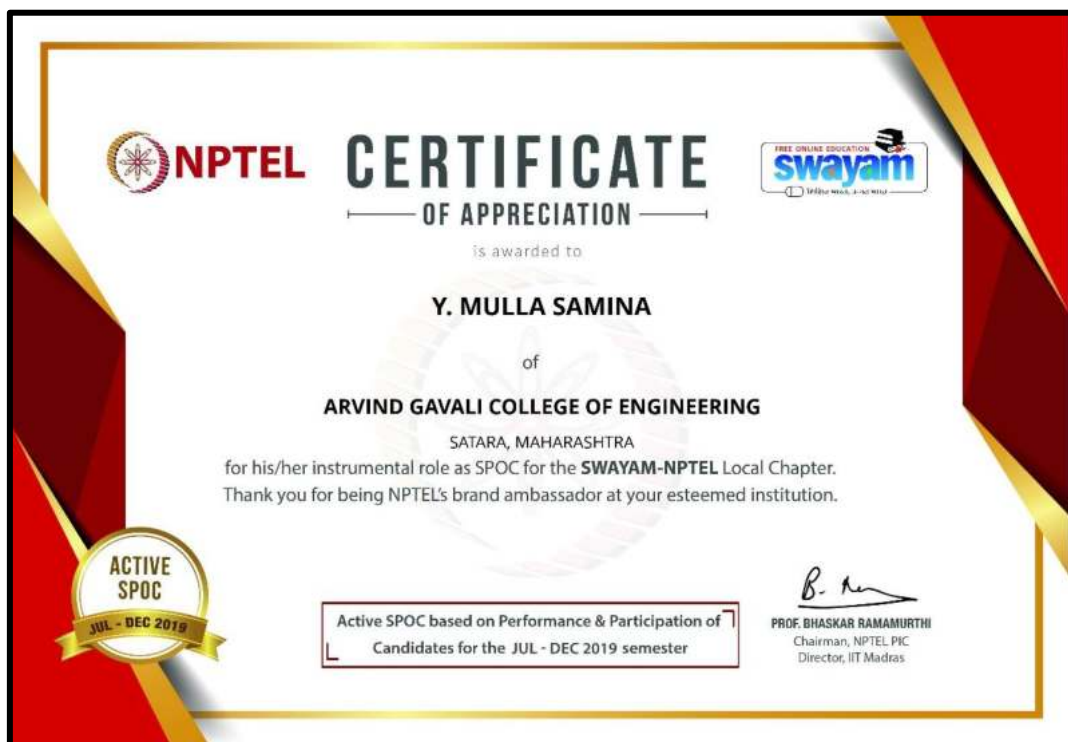 NPTEL
CERTIFICATE
OF APPRECIATION
FREE ONLINE EDUCATION
swayam
is awarded to
Y. MULLA SAMINA
of
ARVIND GAVALI COLLEGE OF ENGINEERING
SATARA, MAHARASHTRA
for his/her instrumental role as SPOC for the SWAYAM-NPTEL Local Chapter.
Thank you for being NPTEL's brand ambassador at your esteemed institution.
ACTIVE
SPOC
JUL - DEC 2019
Active SPOC based on Performance & Participation of
Candidates for the JUL - DEC 2019 semester
PROF. BHASKAR RAMAMURTHI
Chairman, NPTEL PIC
Director, IIT Madras